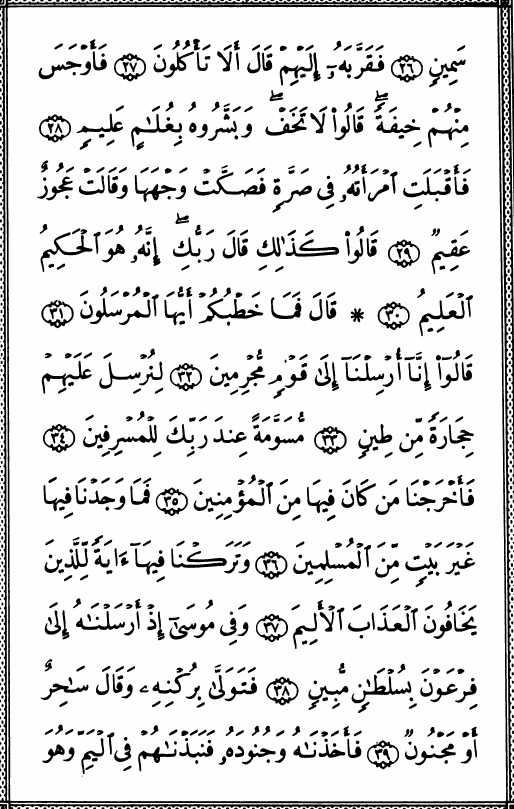 سَمِينٍ ٢٦ فَقَرَّبَهُۥٓ إِلَيْهِمْ قَالَ أَلَا تَأْكُلُونَ ٢٧ فَأَوْجَسَ
مِنْهُمْ خِيفَةًۖ قَالُوا۟ لَا تَخَفْۖ وَبَشَّرُوهُ بِغُلَٰمٍ عَلِيمٍ ٢٨
فَأَقْبَلَتِ ٱمْرَأَتُهُۥ فِى صَرَّةٍ فَصَكَّتْ وَجْهَهَا وَقَالَتْ عَجُوزٌ
عَقِيمٌ ٢٩ قَالُوا۟ كَذَٰلِكِ قَالَ رَبُّكِۖ إِنَّهُۥ هُوَ ٱلْحَكِيمُ
ٱلْعَلِيمُ ٣٠ * قَالَ فَمَا خَطْبُكُمْ أَيُّهَا ٱلْمُرْسَلُونَ ٣١
قَالُوٓا۟ إِنَّآ أُرْسِلْنَآ إِلَىٰ قَوْمٍ مُّجْرِمِينَ ٣٢ لِنُرْسِلَ عَلَيْهِمْ
حِجَارَةً مِّن طِينٍ ٣٣ مُّسَوَّمَةً عِندَ رَبِّكَ لِلْمُسْرِفِينَ ٣٤
فَأَخْرَجْنَا مَن كَانَ فِيهَا مِنَ ٱلْمُؤْمِنِينَ ٣٥ فَمَا وَجَدْنَا فِيهَا
غَيْرَ بَيْتٍ مِّنَ ٱلْمُسْلِمِينَ ٣٦ وَتَرَكْنَا فِيهَآ ءَايَةً لِّلَّذِينَ
يَخَافُونَ ٱلْعَذَابَ ٱلْأَلِيمَ ٣٧ وَفِى مُوسَىٰٓ إِذْ أَرْسَلْنَٰهُ إِلَىٰ
فِرْعَوْنَ بِسُلْطَٰنٍ مُّبِينٍ ٣٨ فَتَوَلَّىٰ بِرُكْنِهِۦ وَقَالَ سَٰحِرٌ
أَوْ مَجْنُونٌ ٣٩ فَأَخَذْنَٰهُ وَجُنُودَهُۥ فَنَبَذْنَٰهُمْ فِى ٱلْيَمِّ وَهُوَ